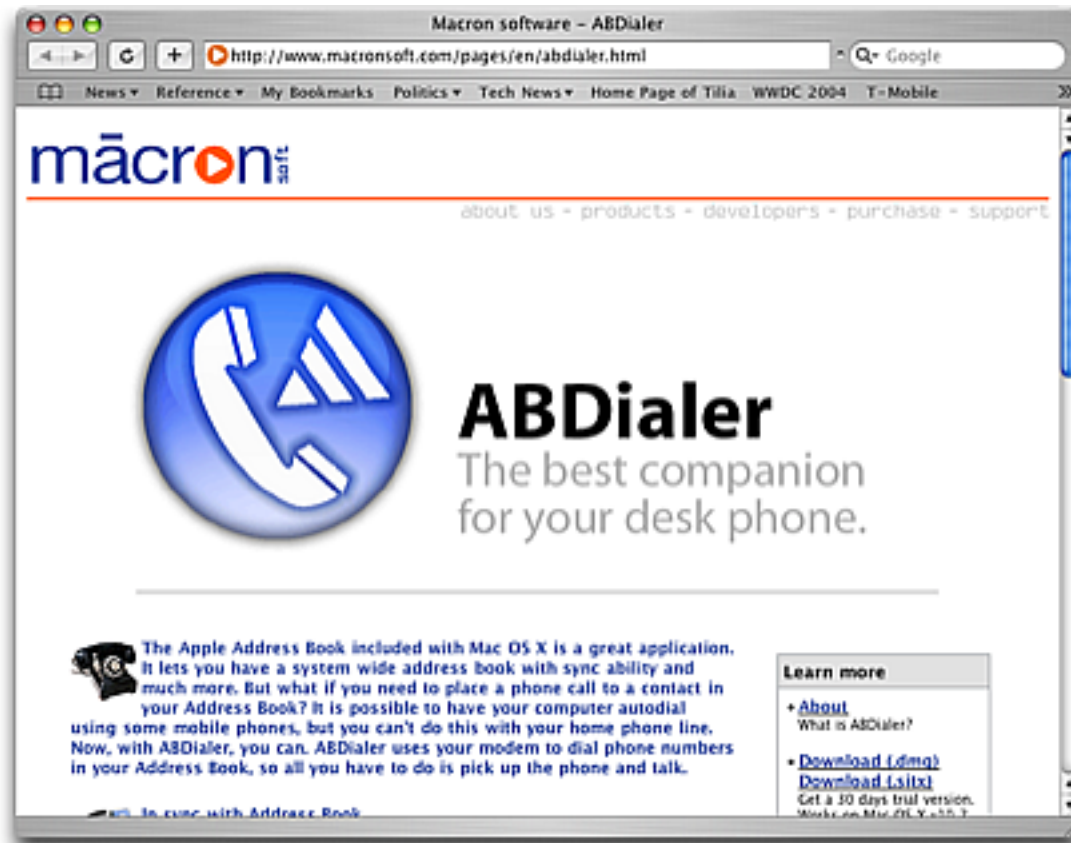 Macron software – ABDialer
http://www.macronsoft.com/pages/en/abdialer.html
Google
News Reference My Bookmarks Politics Tech News Home Page of Tilia WWDC 2004 T-Mobile
mācron soft
about us - products - developers - purchase - support
ABDialer
The best companion
for your desk phone.
The Apple Address Book included with Mac OS X is a great application.
It lets you have a system wide address book with sync ability and
much more. But what if you need to place a phone call to a contact in
your Address Book? It is possible to have your computer autodial
using some mobile phones, but you can't do this with your home phone line.
Now, with ABDialer, you can. ABDialer uses your modem to dial phone numbers
in your Address Book, so all you have to do is pick up the phone and talk.
In sync with Address Book
Learn more
About
What is ABDialer?
Download (.dmg)
Download (.sitx)
Get a 30 days trial version.
Works on Mac OS X